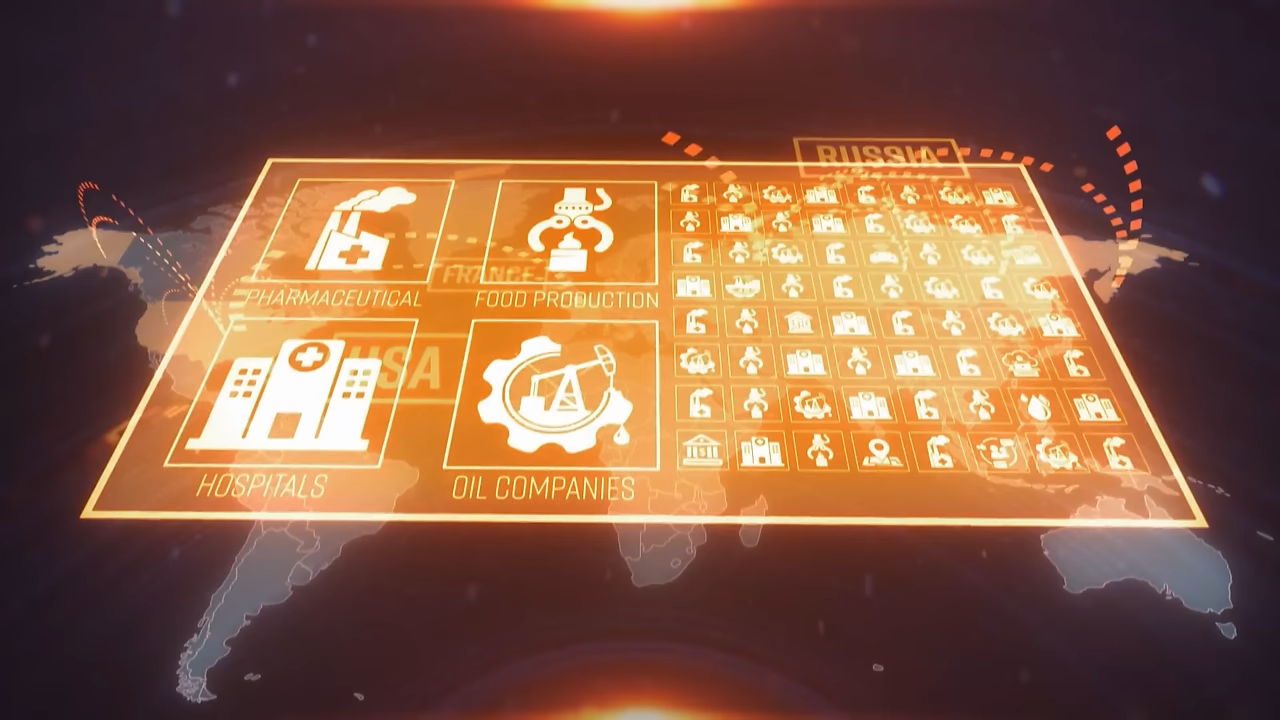 RUSSIA
FRANCE
PHARMACEUTICAL
FOOD PRODUCTION
USA
HOSPITALS
OIL COMPANIES